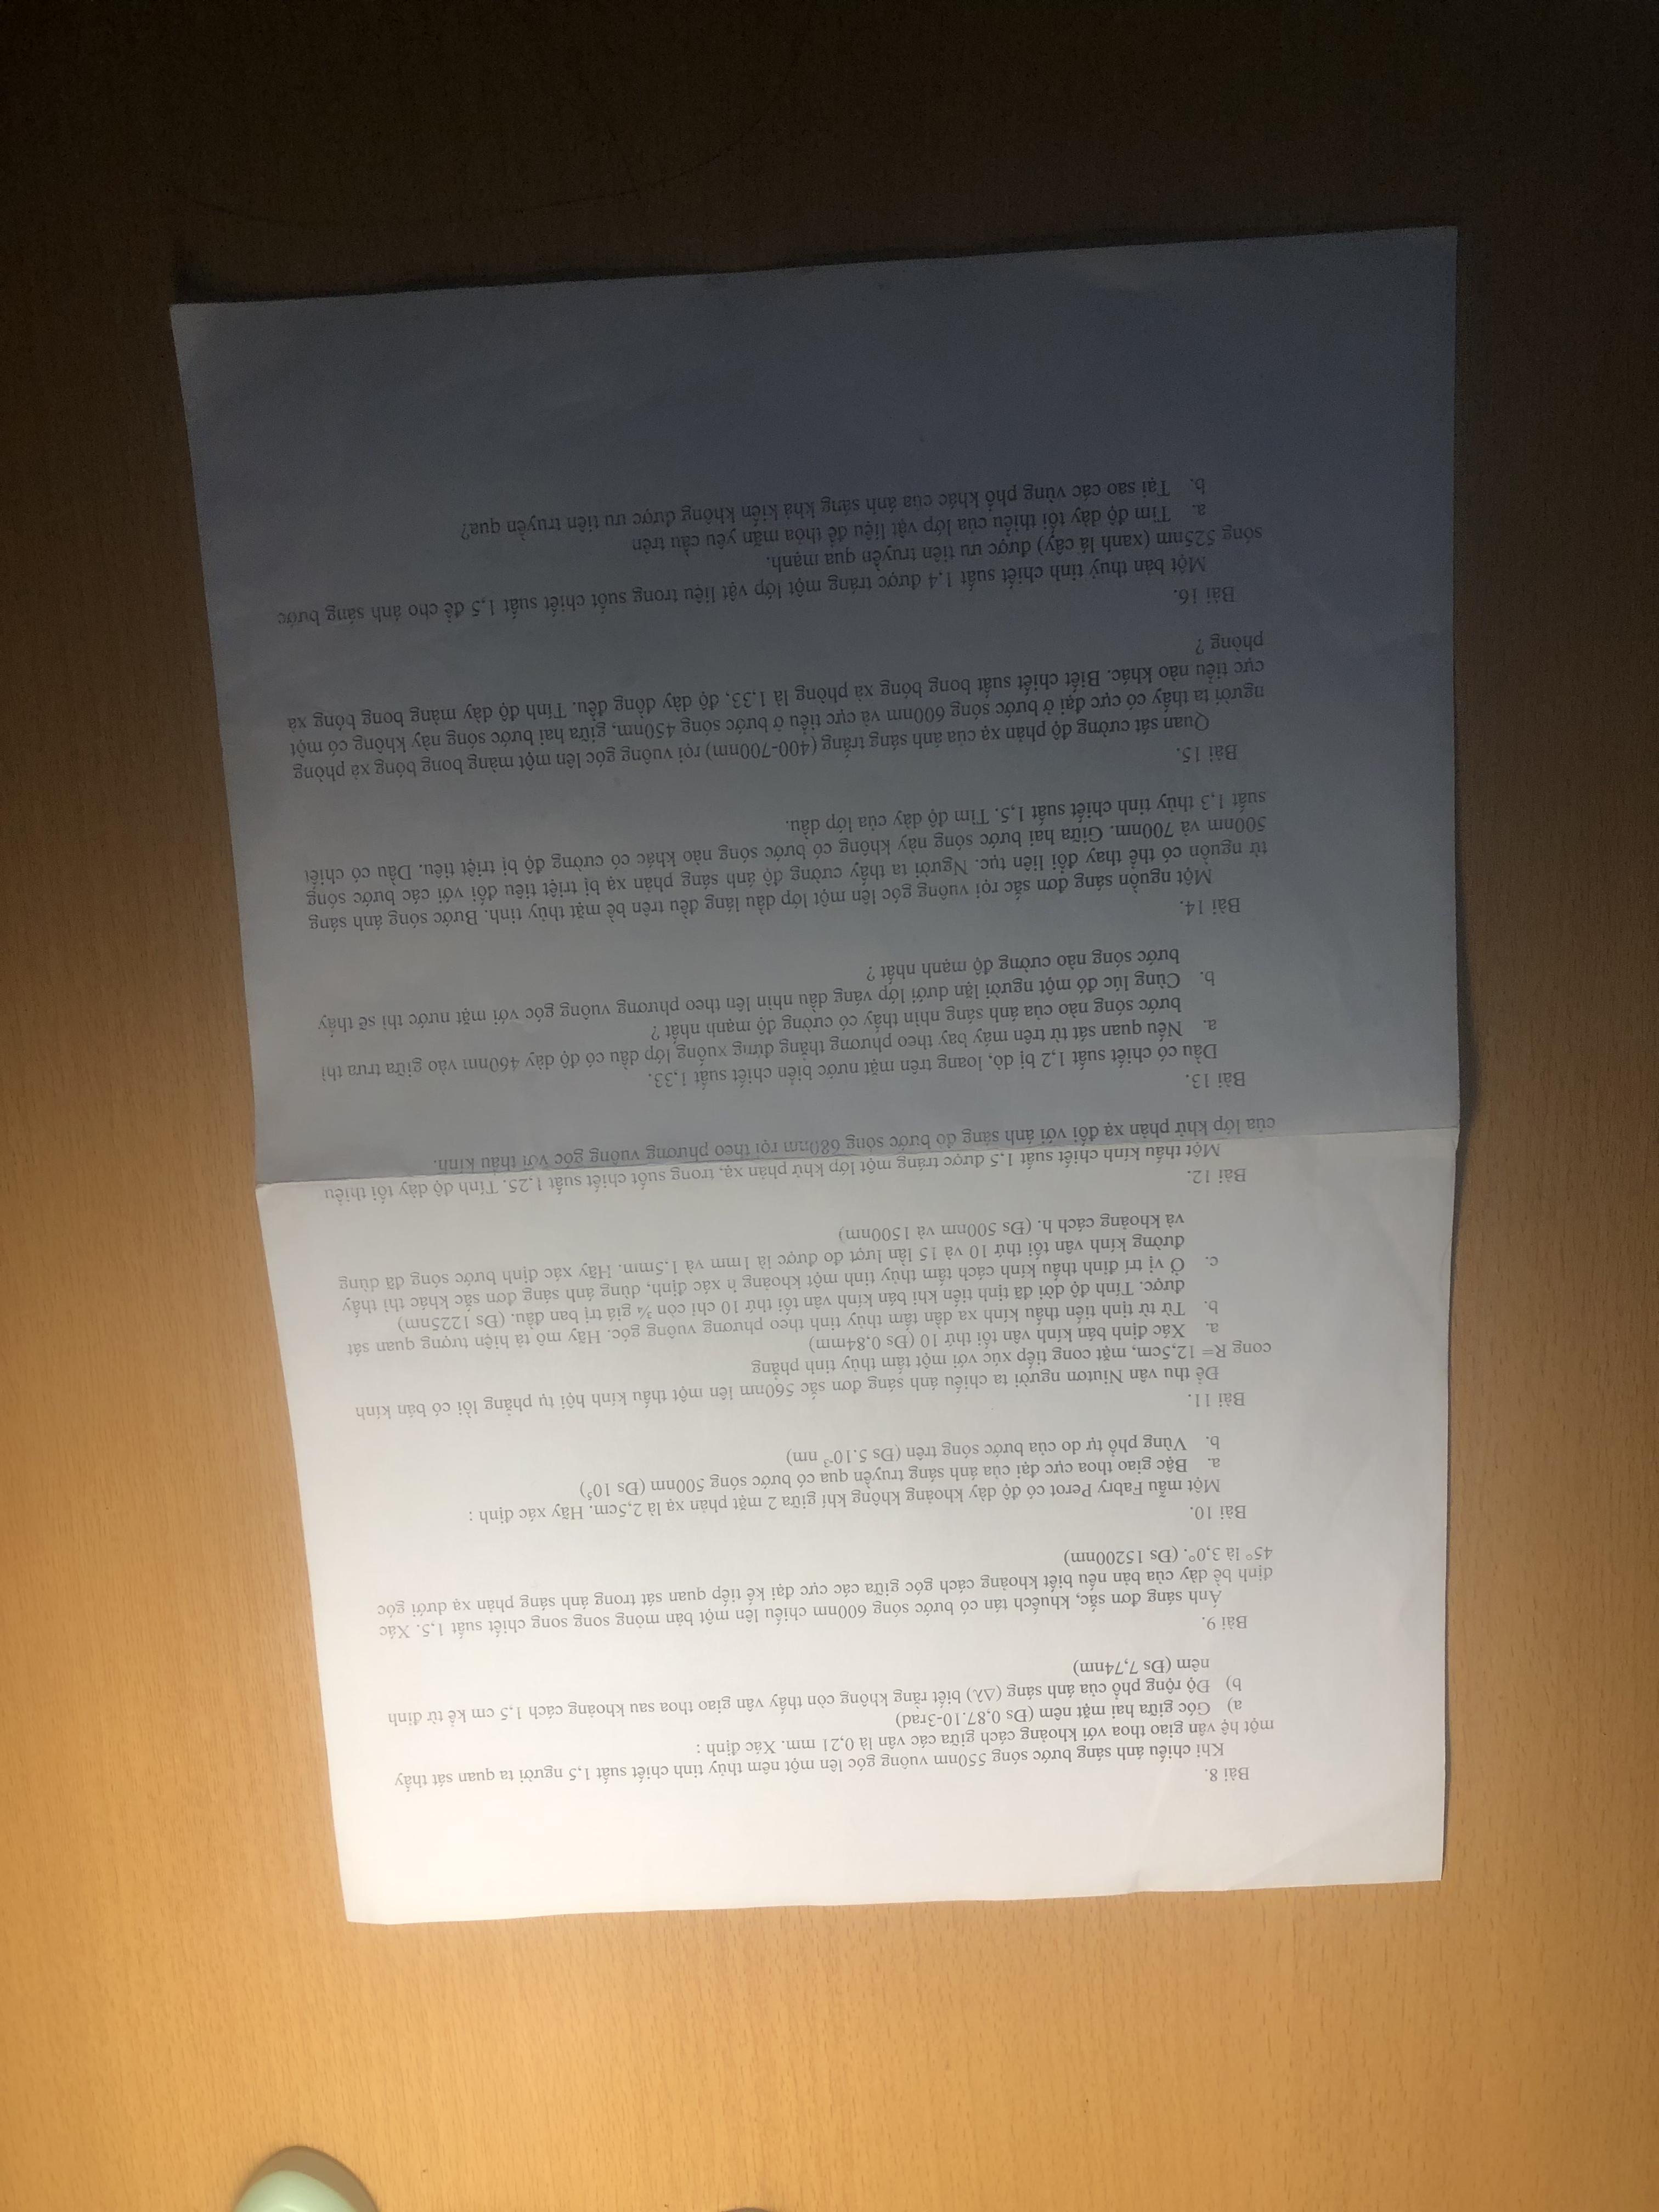 Bài 8.
Khi chiếu ánh sáng bước sóng 550nm vuông góc lên một nêm thủy tinh chiết suất 1,5 người ta quan sát thấy
một hệ vân giao thoa với khoảng cách giữa các vân là 0,21 mm. Xác định :
a) Góc giữa hai mặt nêm (Đs 0,87.10-3rad)
b) Độ rộng phổ của ánh sáng (Δλ) biết rằng không còn thấy vân giao thoa sau khoảng cách 1,5 cm kể từ đỉnh
nêm (Đs 7,74nm)
Bài 9.
Ánh sáng đơn sắc, khuếch tán có bước sóng 600nm chiếu lên một bản mỏng song song chiết suất 1,5. Xác
định bề dày của bản nếu biết khoảng cách góc giữa các cực đại kế tiếp quan sát trong ánh sáng phản xạ dưới góc
45° là 3,0°. (Đs 15200nm)
Bài 10.
Một mẫu Fabry Perot có độ dày khoảng không khí giữa 2 mặt phản xạ là 2,5cm. Hãy xác định :
a. Bậc giao thoa cực đại của ánh sáng truyền qua có bước sóng 500nm (Đs 10⁵)
b. Vùng phổ tự do của bước sóng trên (Đs 5.10⁻³ nm)
Bài 11.
Để thu vân Niutơn người ta chiếu ánh sáng đơn sắc 560nm lên một thấu kính hội tụ phẳng lồi có bán kính
cong R= 12,5cm, mặt cong tiếp xúc với một tấm thủy tinh phẳng
a. Xác định bán kính vân tối thứ 10 (Đs 0,84mm)
b. Từ từ tịnh tiến thấu kính xa dần tấm thủy tinh theo phương vuông góc. Hãy mô tả hiện tượng quan sát
được. Tính độ dời đã tịnh tiến khi bán kính vân tối thứ 10 chỉ còn ¾ giá trị ban đầu. (Đs 1225nm)
c. Ở vị trí đỉnh thấu kính cách tấm thủy tinh một khoảng h xác định, dùng ánh sáng đơn sắc khác thì thấy
đường kính vân tối thứ 10 và 15 lần lượt đo được là 1mm và 1,5mm. Hãy xác định bước sóng đã dùng
và khoảng cách h. (Đs 500nm và 1500nm)
Bài 12.
Một thấu kính chiết suất 1,5 được tráng một lớp khử phản xạ, trong suốt chiết suất 1,25. Tính độ dày tối thiểu
của lớp khử phản xạ đối với ánh sáng đỏ bước sóng 680nm rọi theo phương vuông góc với thấu kính.
Bài 13.
Dầu có chiết suất 1,2 bị dò, loang trên mặt nước biển chiết suất 1,33.
a. Nếu quan sát từ trên máy bay theo phương thẳng đứng xuống lớp dầu có độ dày 460nm vào giữa trưa thì
bước sóng nào của ánh sáng nhìn thấy có cường độ mạnh nhất ?
b. Cùng lúc đó một người lặn dưới lớp váng dầu nhìn lên theo phương vuông góc với mặt nước thì sẽ thấy
bước sóng nào cường độ mạnh nhất ?
Bài 14.
Một nguồn sáng đơn sắc rọi vuông góc lên một lớp dầu láng đều trên bề mặt thủy tinh. Bước sóng ánh sáng
từ nguồn có thể thay đổi liên tục. Người ta thấy cường độ ánh sáng phản xạ bị triệt tiêu đối với các bước sóng
500nm và 700nm. Giữa hai bước sóng này không có bước sóng nào khác có cường độ bị triệt tiêu. Dầu có chiết
suất 1,3 thủy tinh chiết suất 1,5. Tìm độ dày của lớp dầu.
Bài 15.
Quan sát cường độ phản xạ của ánh sáng trắng (400-700nm) rọi vuông góc lên một màng bong bóng xà phòng
người ta thấy có cực đại ở bước sóng 600nm và cực tiểu ở bước sóng 450nm, giữa hai bước sóng này không có một
cực tiểu nào khác. Biết chiết suất bong bóng xà phòng là 1,33, độ dày đồng đều. Tính độ dày màng bong bóng xà
phòng ?
Bài 16.
Một bản thuỷ tinh chiết suất 1,4 được tráng một lớp vật liệu trong suốt chiết suất 1,5 để cho ánh sáng bước
sóng 525nm (xanh lá cây) được ưu tiên truyền qua mạnh.
a. Tìm độ dày tối thiểu của lớp vật liệu để thỏa mãn yêu cầu trên
b. Tại sao các vùng phổ khác của ánh sáng khả kiến không được ưu tiên truyền qua?